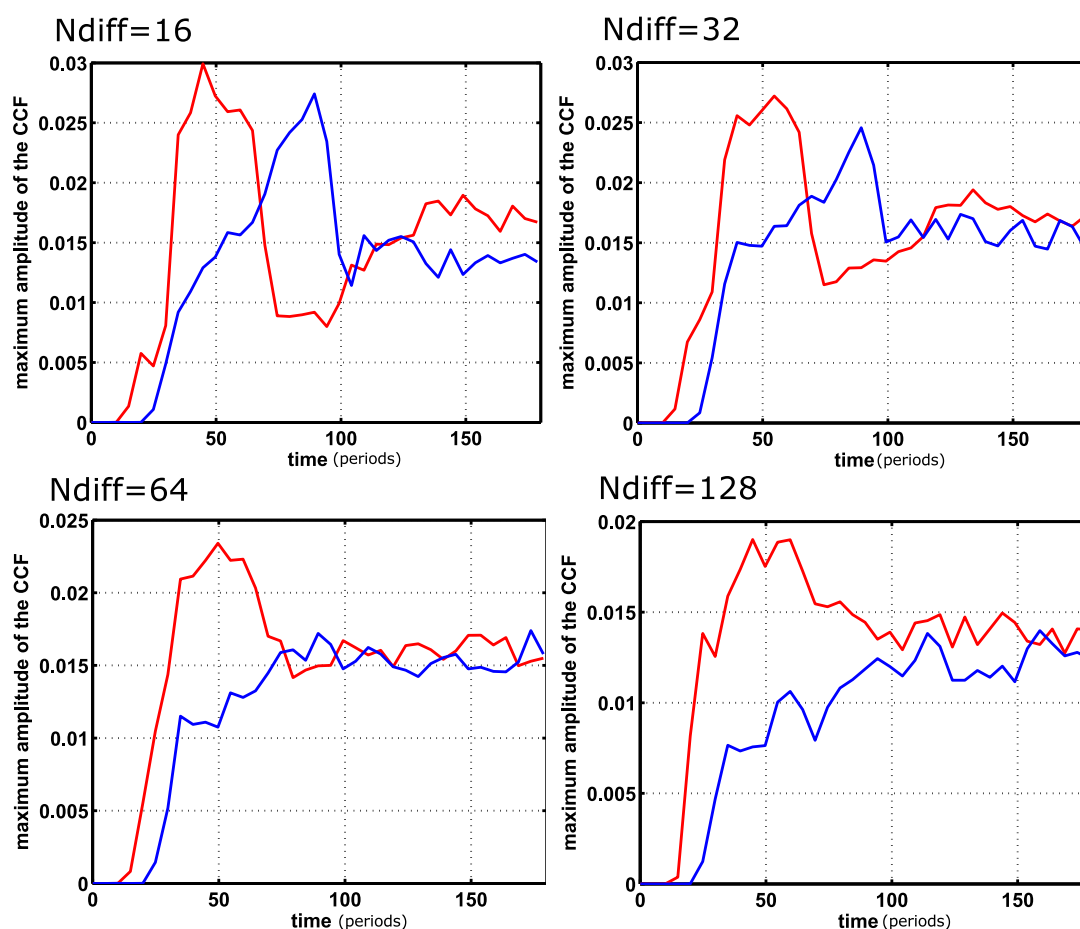 Ndiff=16
0.03
0.025
0.02
0.015
0.01
0.005
0
maximum amplitude of the CCF
0 50 100 150
time (periods)
Ndiff=32
0.03
0.025
0.02
0.015
0.01
0.005
0
maximum amplitude of the CCF
0 50 100 150
time (periods)
Ndiff=64
0.025
0.02
0.015
0.01
0.005
0
maximum amplitude of the CCF
0 50 100 150
time (periods)
Ndiff=128
0.02
0.015
0.01
0.005
0
maximum amplitude of the CCF
0 50 100 150
time (periods)